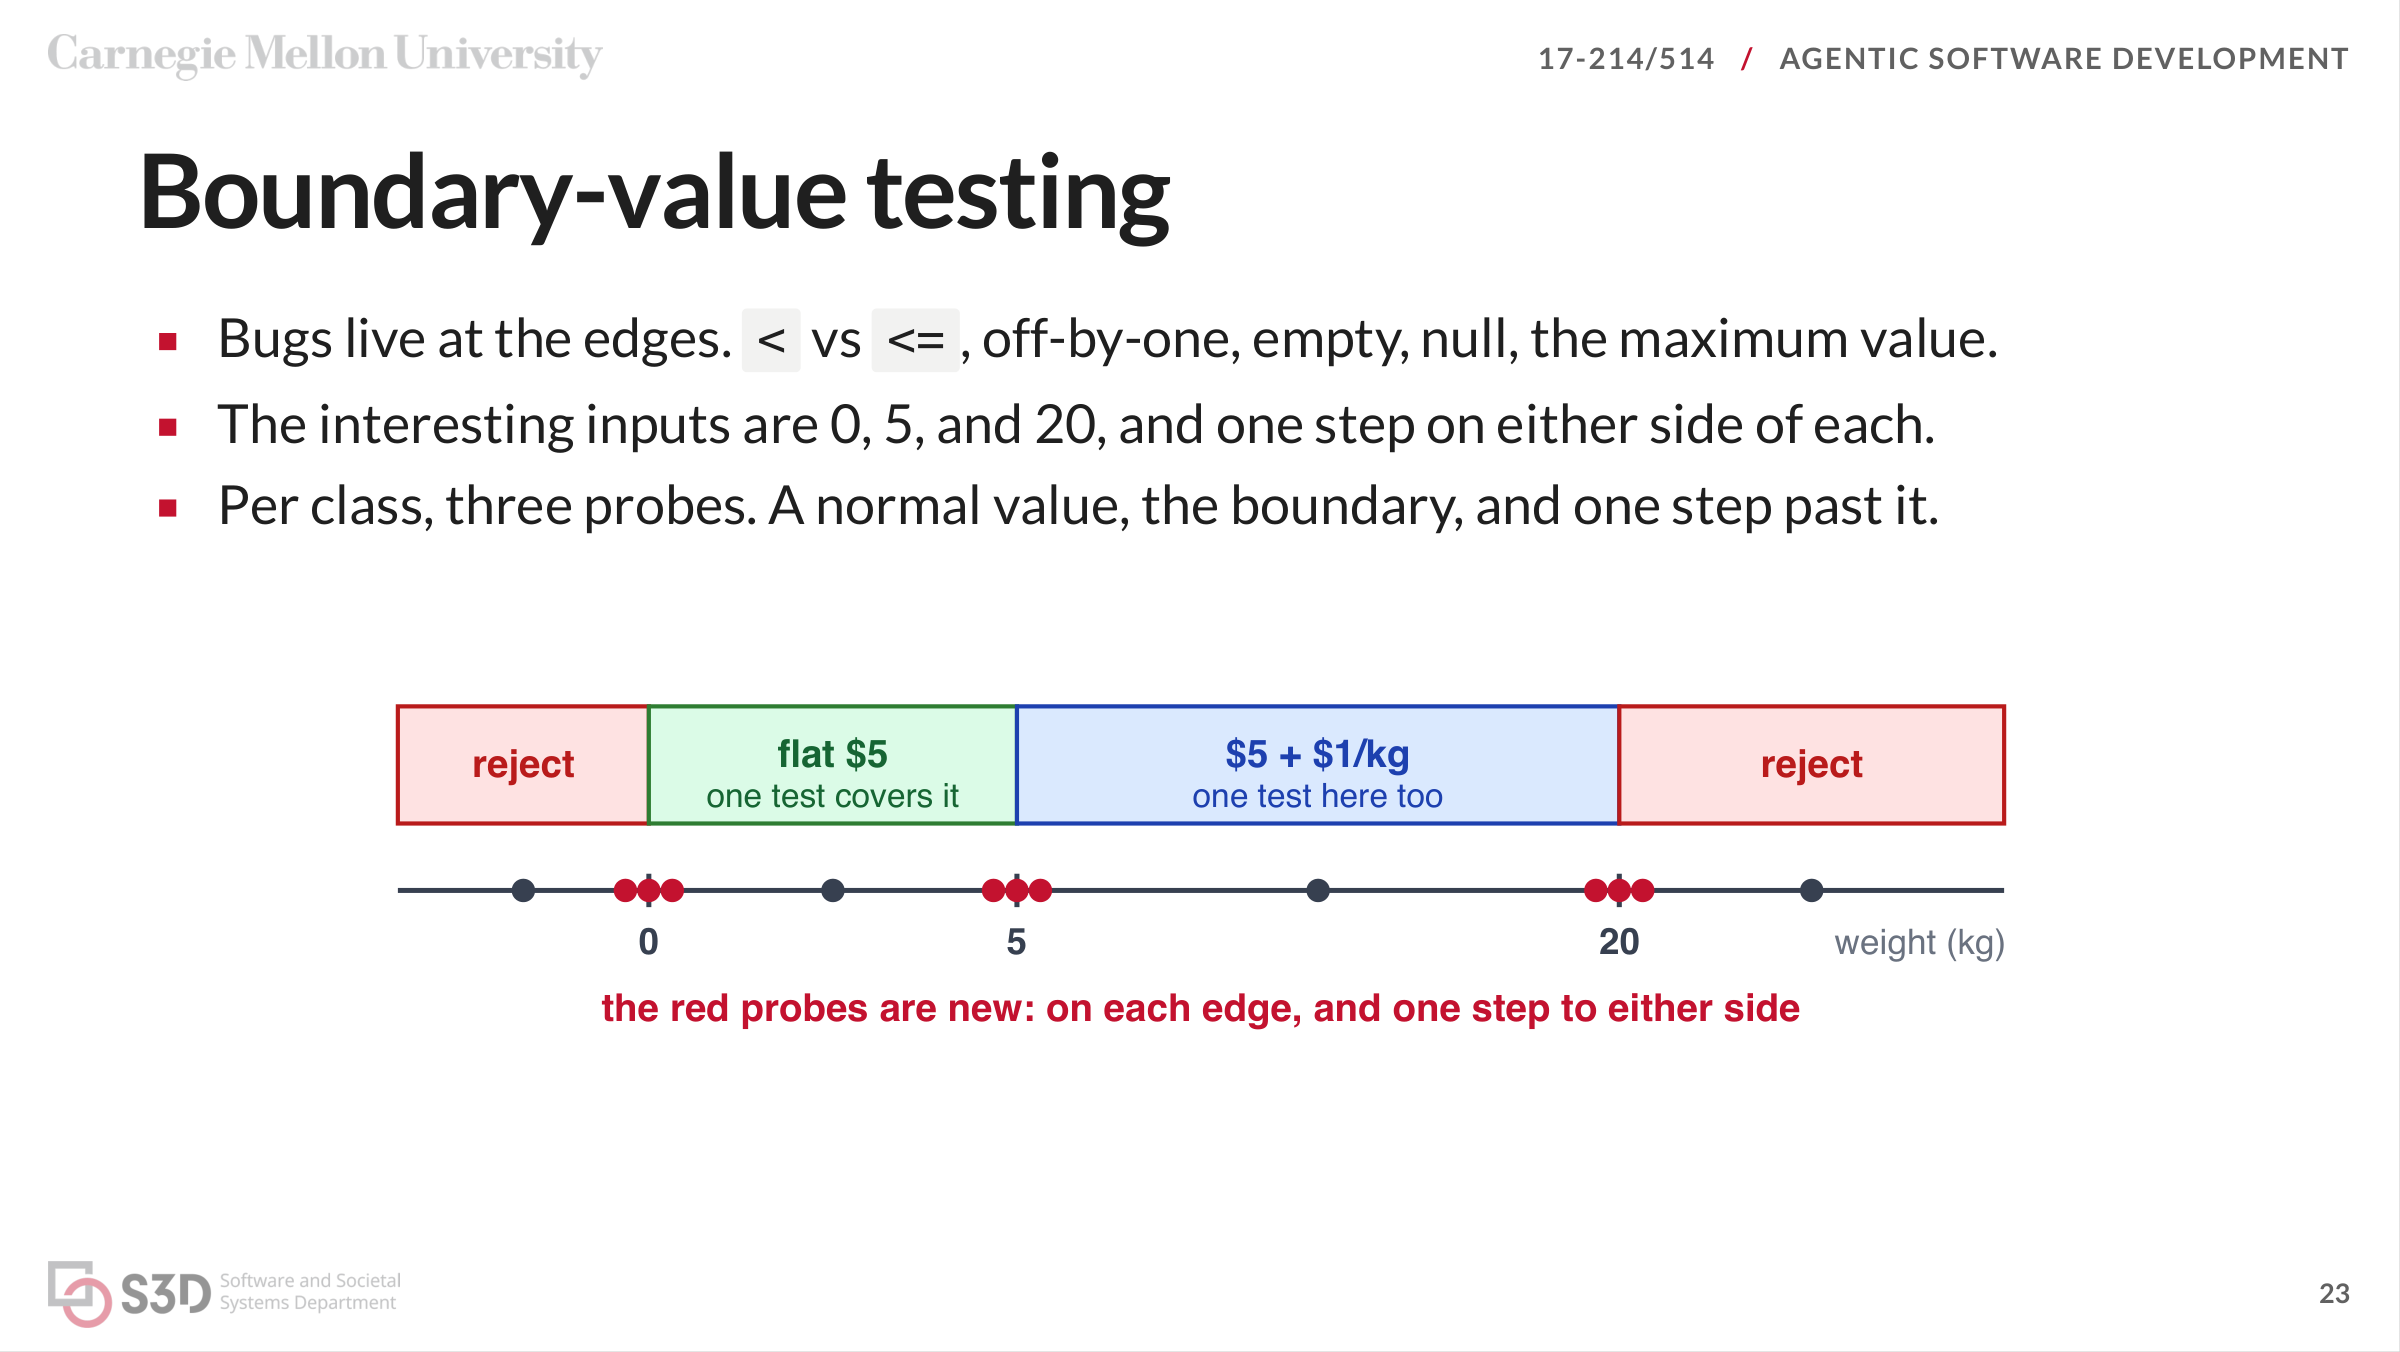 Carnegie Mellon University
17-214/514 / AGENTIC SOFTWARE DEVELOPMENT
Boundary-value testing
Bugs live at the edges. < vs <=, off-by-one, empty, null, the maximum value.
The interesting inputs are 0, 5, and 20, and one step on either side of each.
Per class, three probes. A normal value, the boundary, and one step past it.
reject
flat $5
one test covers it
$5 + $1/kg
one test here too
reject
0
5
20
weight (kg)
the red probes are new: on each edge, and one step to either side
S3D
Software and Societal
Systems Department
23